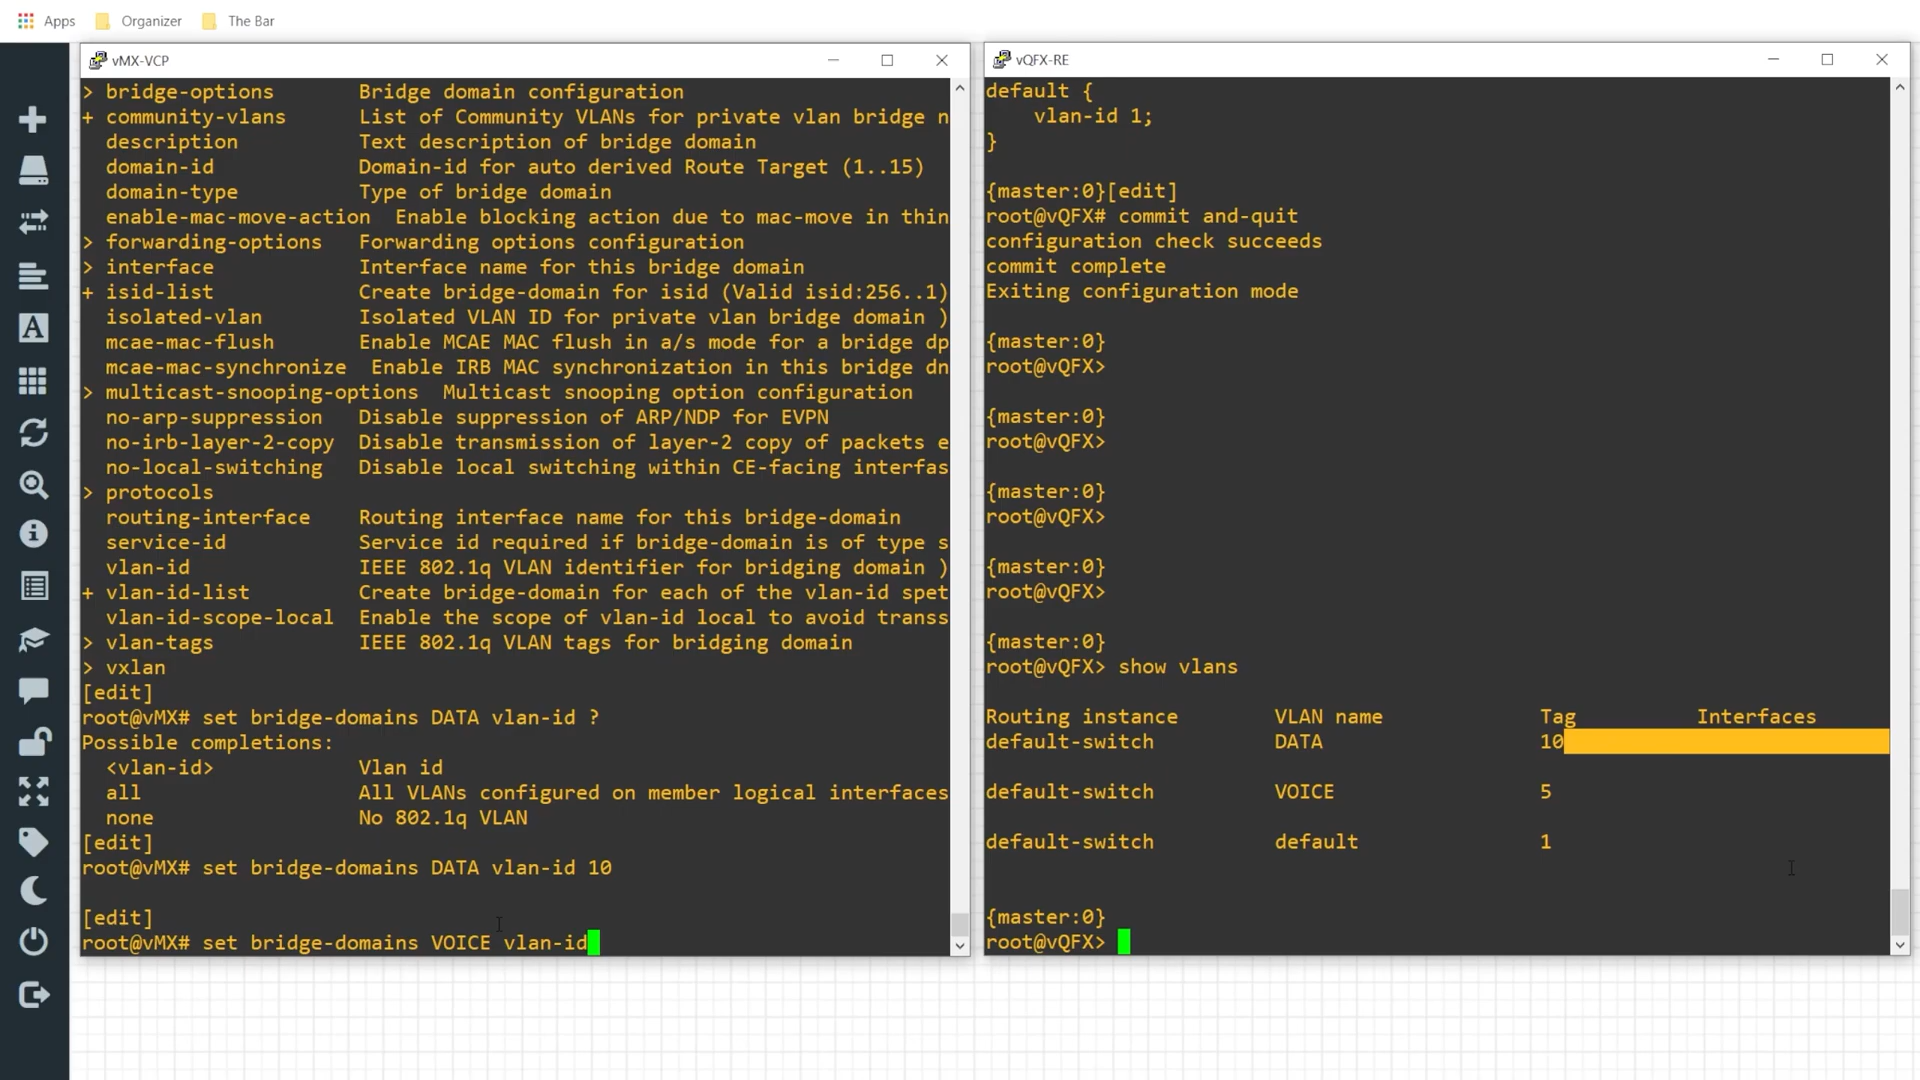 Apps Organizer The Bar
vMX-VCP
> bridge-options Bridge domain configuration
+ community-vlans List of Community VLANs for private vlan bridge n
description Text description of bridge domain
domain-id Domain-id for auto derived Route Target (1..15)
domain-type Type of bridge domain
enable-mac-move-action Enable blocking action due to mac-move in thin
> forwarding-options Forwarding options configuration
> interface Interface name for this bridge domain
+ isid-list Create bridge-domain for isid (Valid isid:256..1)
isolated-vlan Isolated VLAN ID for private vlan bridge domain )
mcae-mac-flush Enable MCAE MAC flush in a/s mode for a bridge dp
mcae-mac-synchronize Enable IRB MAC synchronization in this bridge dn
> multicast-snooping-options Multicast snooping option configuration
no-arp-suppression Disable suppression of ARP/NDP for EVPN
no-irb-layer-2-copy Disable transmission of layer-2 copy of packets e
no-local-switching Disable local switching within CE-facing interfas
> protocols
routing-interface Routing interface name for this bridge-domain
service-id Service id required if bridge-domain is of type s
vlan-id IEEE 802.1q VLAN identifier for bridging domain )
+ vlan-id-list Create bridge-domain for each of the vlan-id spet
vlan-id-scope-local Enable the scope of vlan-id local to avoid transs
> vlan-tags IEEE 802.1q VLAN tags for bridging domain
> vxlan
[edit]
root@vMX# set bridge-domains DATA vlan-id ?
Possible completions:
<vlan-id> Vlan id
all All VLANs configured on member logical interfaces
none No 802.1q VLAN
[edit]
root@vMX# set bridge-domains DATA vlan-id 10
[edit]
root@vMX# set bridge-domains VOICE vlan-id
vQFX-RE
default {
vlan-id 1;
}
{master:0}[edit]
root@vQFX# commit and-quit
configuration check succeeds
commit complete
Exiting configuration mode
{master:0}
root@vQFX>
{master:0}
root@vQFX>
{master:0}
root@vQFX>
{master:0}
root@vQFX>
{master:0}
root@vQFX> show vlans
Routing instance VLAN name Tag Interfaces
default-switch DATA 10
default-switch VOICE 5
default-switch default 1
{master:0}
root@vQFX>